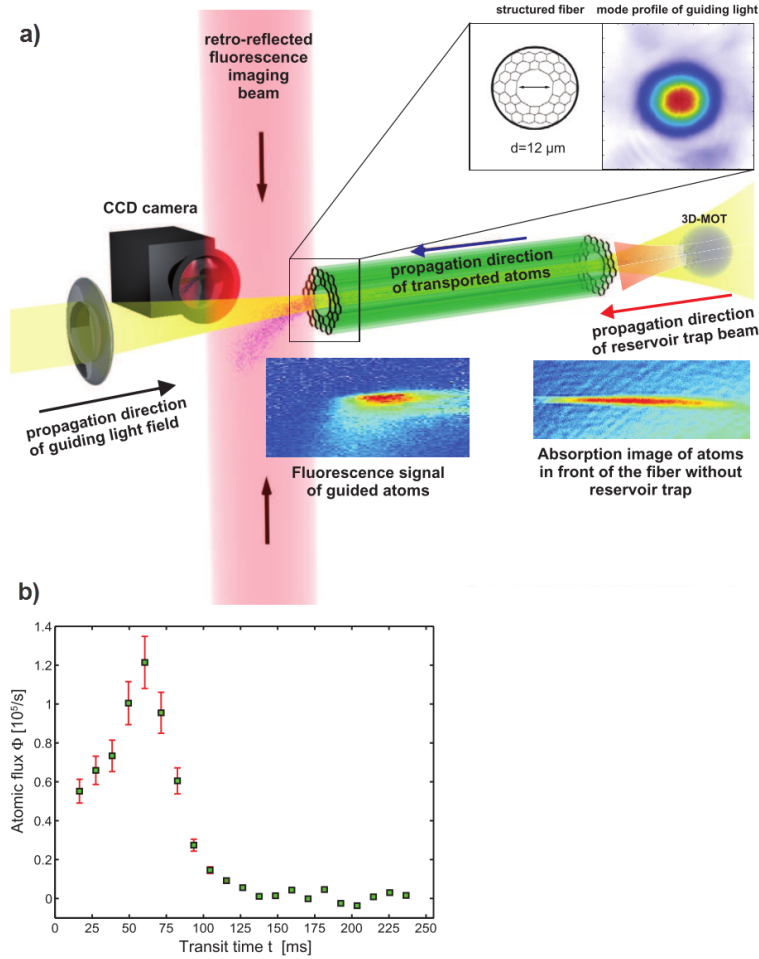 a)
retro-reflected
fluorescence
imaging
beam
structured fiber
mode profile of guiding light
d=12 µm
CCD camera
3D-MOT
propagation direction
of transported atoms
propagation direction
of reservoir trap beam
propagation direction
of guiding light field
Fluorescence signal
of guided atoms
Absorption image of atoms
in front of the fiber without
reservoir trap
b)
Atomic flux Φ [10⁵/s]
1.4
1.2
1
0.8
0.6
0.4
0.2
0
0 25 50 75 100 125 150 175 200 225 250
Transit time t [ms]